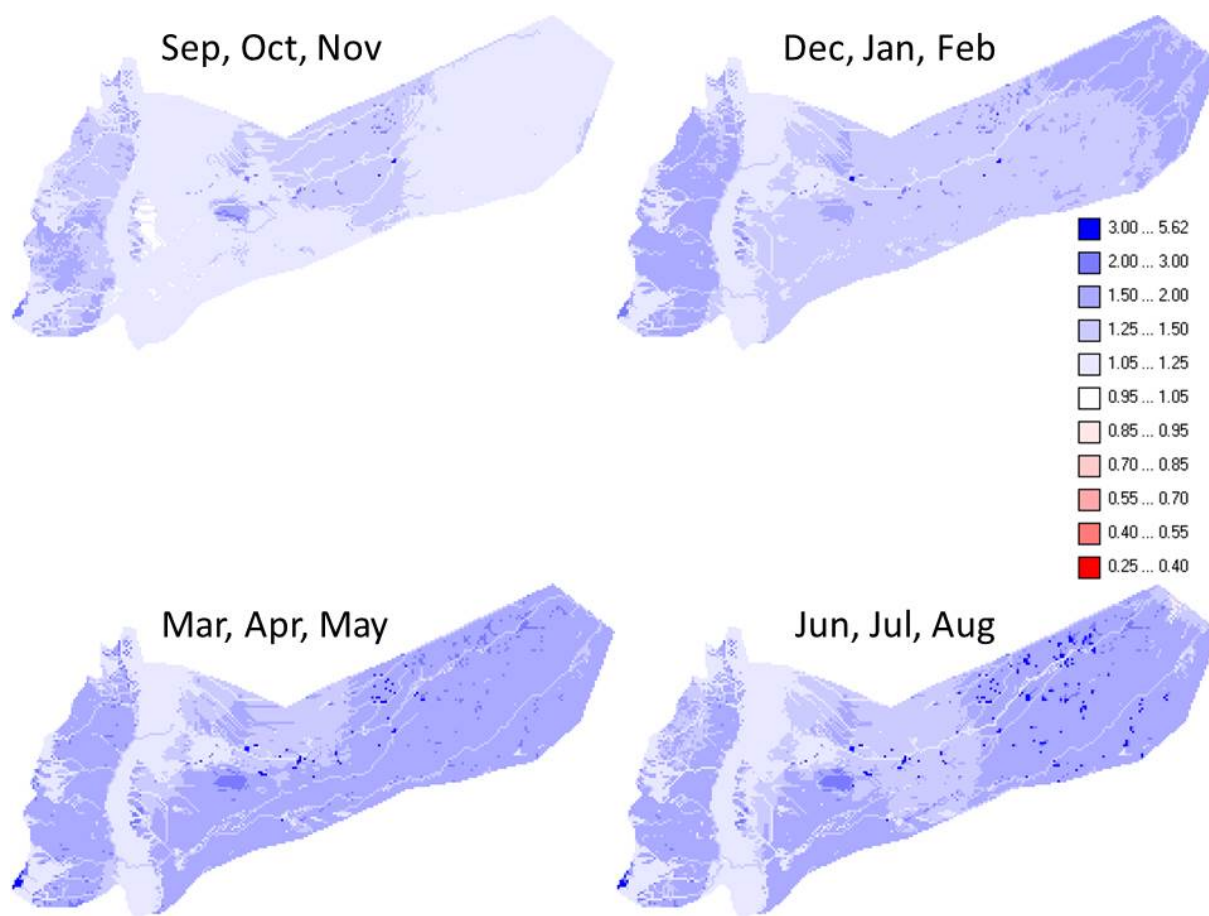 Sep, Oct, Nov
Dec, Jan, Feb
3.00 ... 5.62
2.00 ... 3.00
1.50 ... 2.00
1.25 ... 1.50
1.05 ... 1.25
0.95 ... 1.05
0.85 ... 0.95
0.70 ... 0.85
0.55 ... 0.70
0.40 ... 0.55
0.25 ... 0.40
Mar, Apr, May
Jun, Jul, Aug